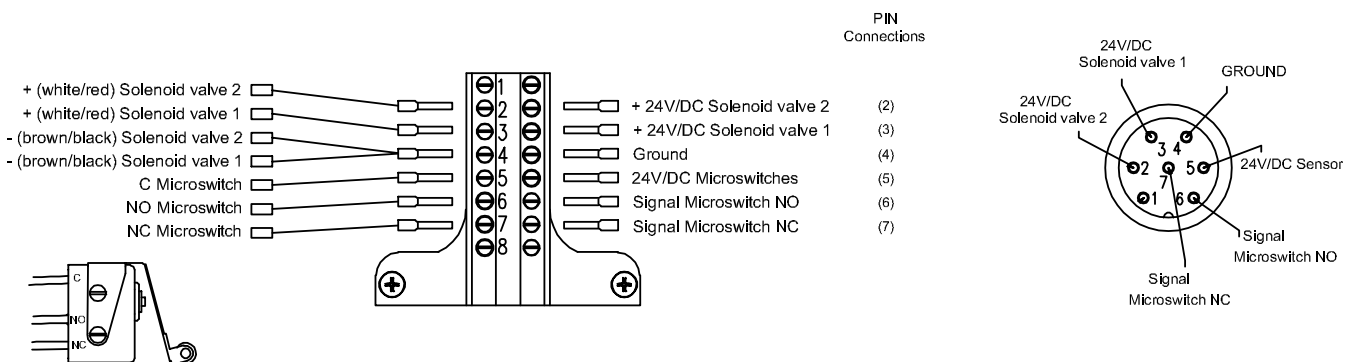 PIN
Connections
+ (white/red) Solenoid valve 2
+ (white/red) Solenoid valve 1
- (brown/black) Solenoid valve 2
- (brown/black) Solenoid valve 1
C Microswitch
NO Microswitch
NC Microswitch
1
2
3
4
5
6
7
8
+ 24V/DC Solenoid valve 2 (2)
+ 24V/DC Solenoid valve 1 (3)
Ground (4)
24V/DC Microswitches (5)
Signal Microswitch NO (6)
Signal Microswitch NC (7)
C
NO
NC
24V/DC
Solenoid valve 1
GROUND
24V/DC
Solenoid valve 2
3 4
2 5
24V/DC Sensor
7
1 6
Signal
Microswitch NO
Signal
Microswitch NC